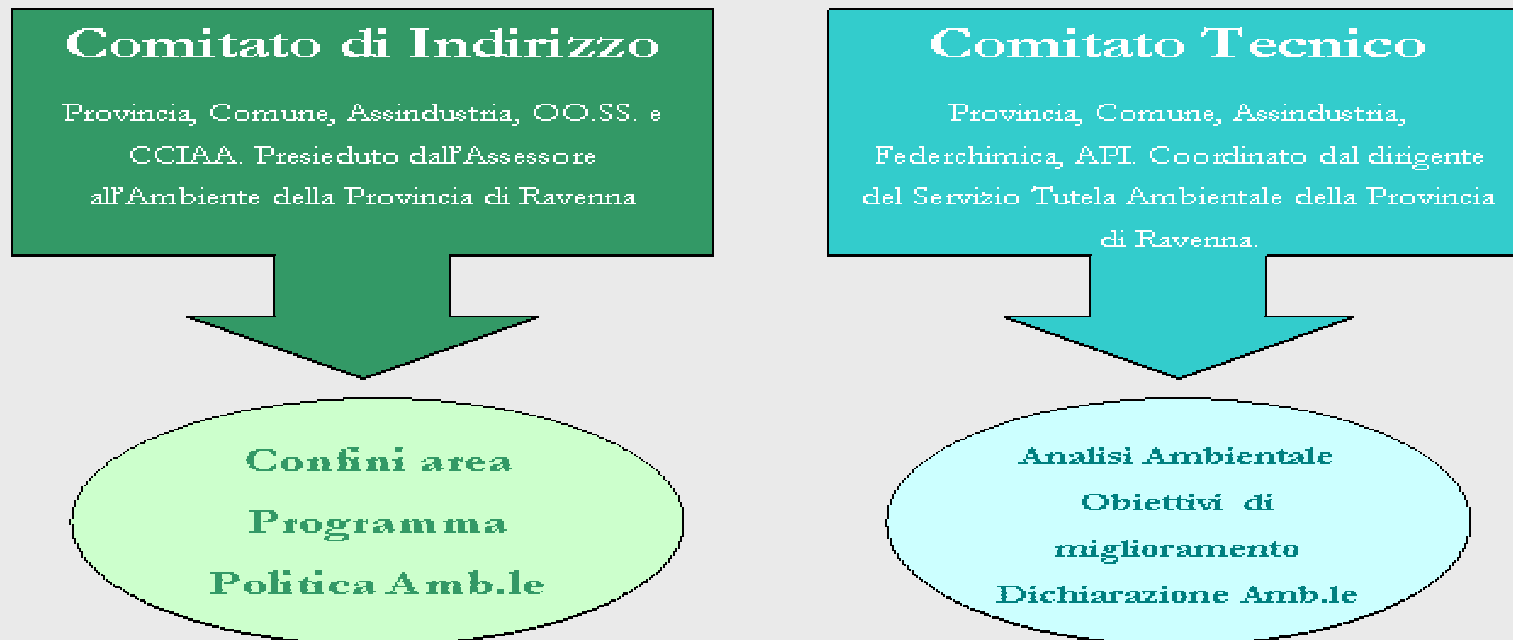 Comitato di Indirizzo
Provincia, Comune, Assindustria, OO.SS. e
CCIAA. Presieduto dall'Assessore
all'Ambiente della Provincia di Ravenna
Confini area
Programma
Politica Amb.le
Comitato Tecnico
Provincia, Comune, Assindustria,
Federchimica, API. Coordinato dal dirigente
del Servizio Tutela Ambientale della Provincia
di Ravenna.
Analisi Ambientale
Obiettivi di
miglioramento
Dichiarazione Amb.le